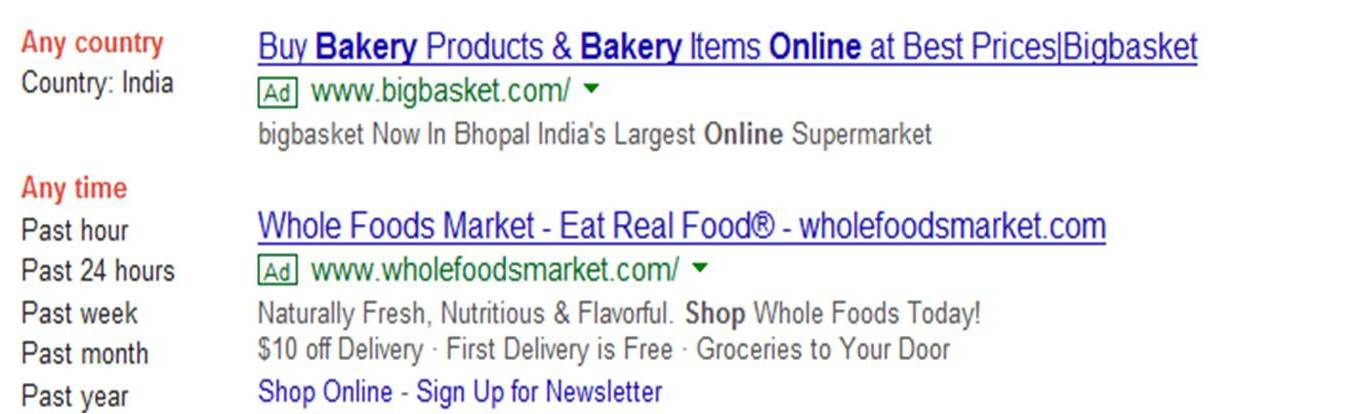 Any country
Country: India
Any time
Past hour
Past 24 hours
Past week
Past month
Past year
Buy Bakery Products & Bakery Items Online at Best Prices|Bigbasket
Ad www.bigbasket.com/
bigbasket Now In Bhopal India's Largest Online Supermarket
Whole Foods Market - Eat Real Food® - wholefoodsmarket.com
Ad www.wholefoodsmarket.com/
Naturally Fresh, Nutritious & Flavorful. Shop Whole Foods Today!
$10 off Delivery · First Delivery is Free · Groceries to Your Door
Shop Online - Sign Up for Newsletter